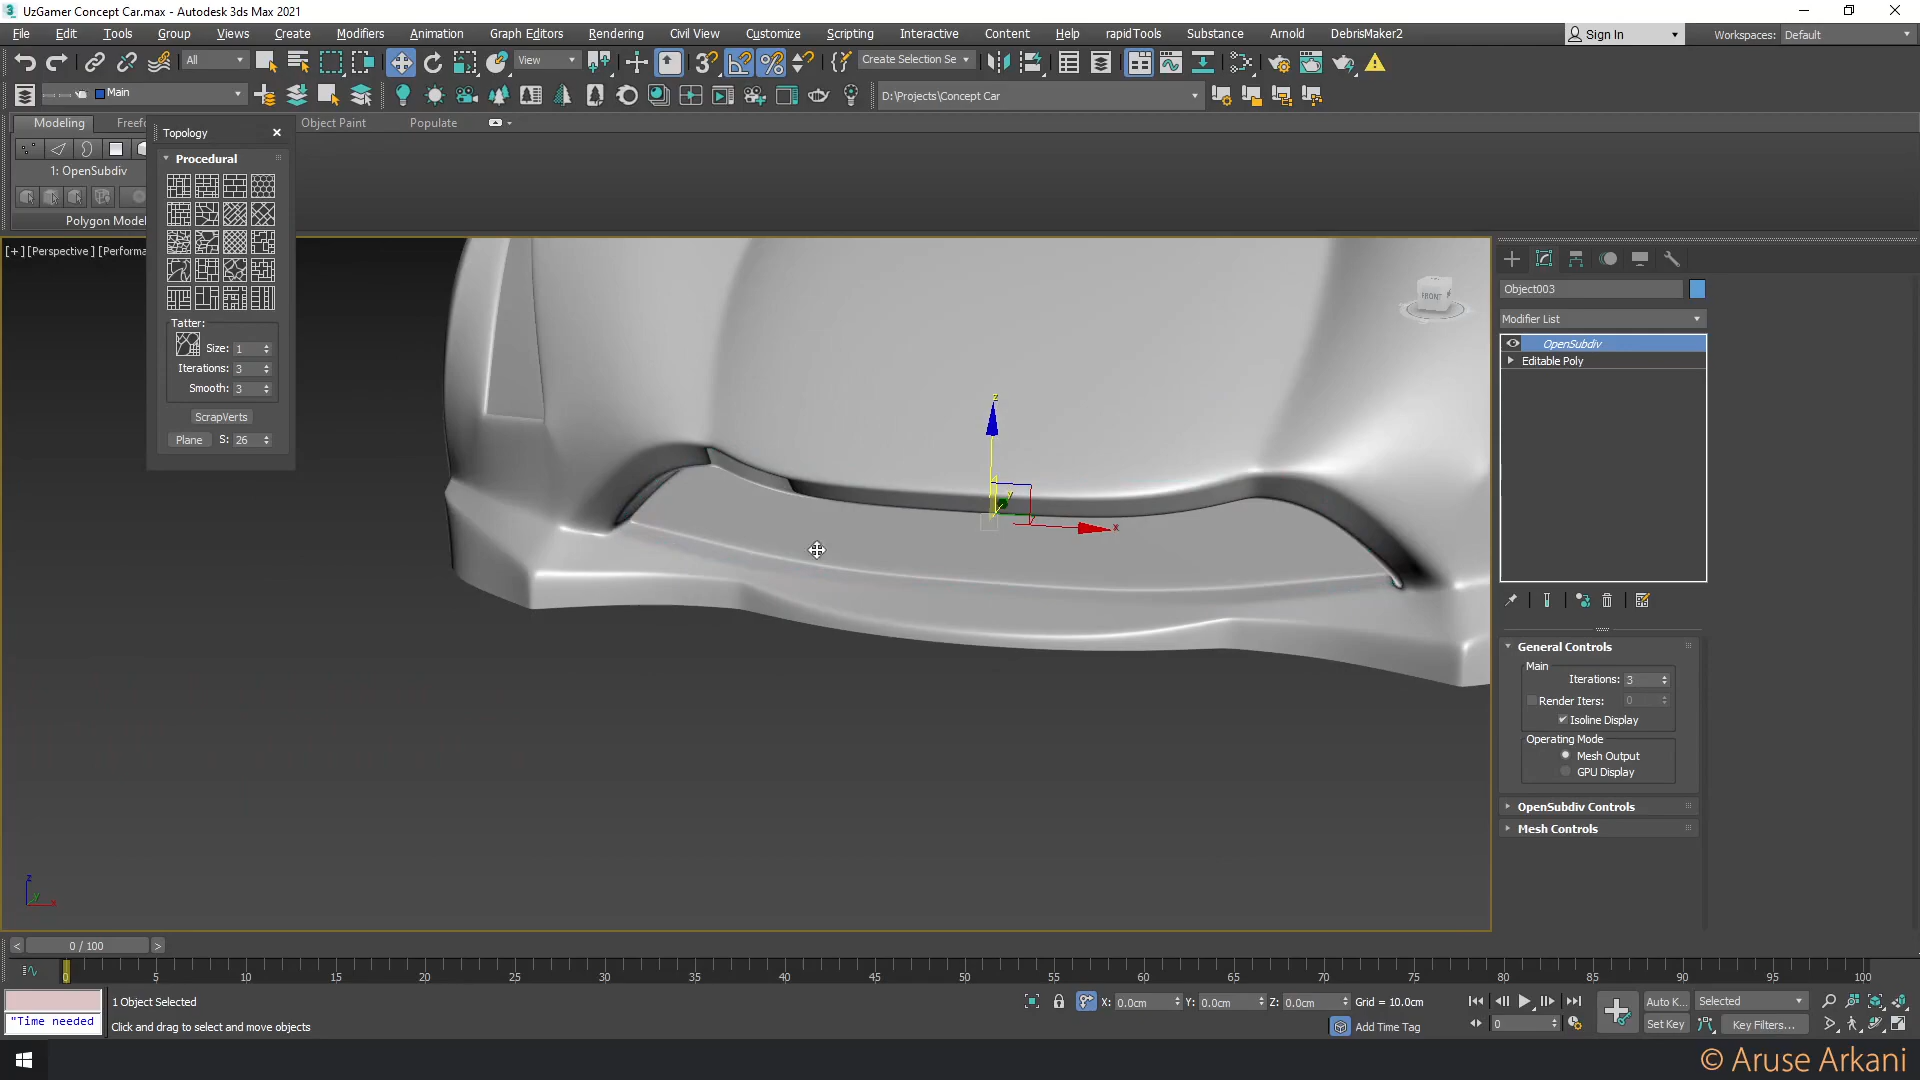 UzGamer Concept Car.max - Autodesk 3ds Max 2021
File Edit Tools Group Views Create Modifiers Animation Graph Editors Rendering Civil View Customize Scripting Interactive Content Help rapidTools Substance Arnold DebrisMaker2
Sign In
Workspaces: Default
All
View
Create Selection Se
Main
D:\Projects\Concept Car
Modeling Freefo Object Paint Populate
Topology
Procedural
1: OpenSubdiv
Polygon Model
Tatter:
Size: 1
Iterations: 3
Smooth: 3
ScrapVerts
Plane S: 26
[+] [Perspective ] [Performa
FRONT
z
y
x
z
y
x
Object003
Modifier List
OpenSubdiv
Editable Poly
General Controls
Main
Iterations: 3
Render Iters: 0
Isoline Display
Operating Mode
Mesh Output
GPU Display
OpenSubdiv Controls
Mesh Controls
< 0 / 100 >
0 5 10 15 20 25 30 35 40 45 50 55 60 65 70 75 80 85 90 95 100
1 Object Selected
"Time needed
Click and drag to select and move objects
X: 0.0cm Y: 0.0cm Z: 0.0cm Grid = 10.0cm
Add Time Tag
0
Auto K... Selected
Set Key Key Filters...
© Aruse Arkani